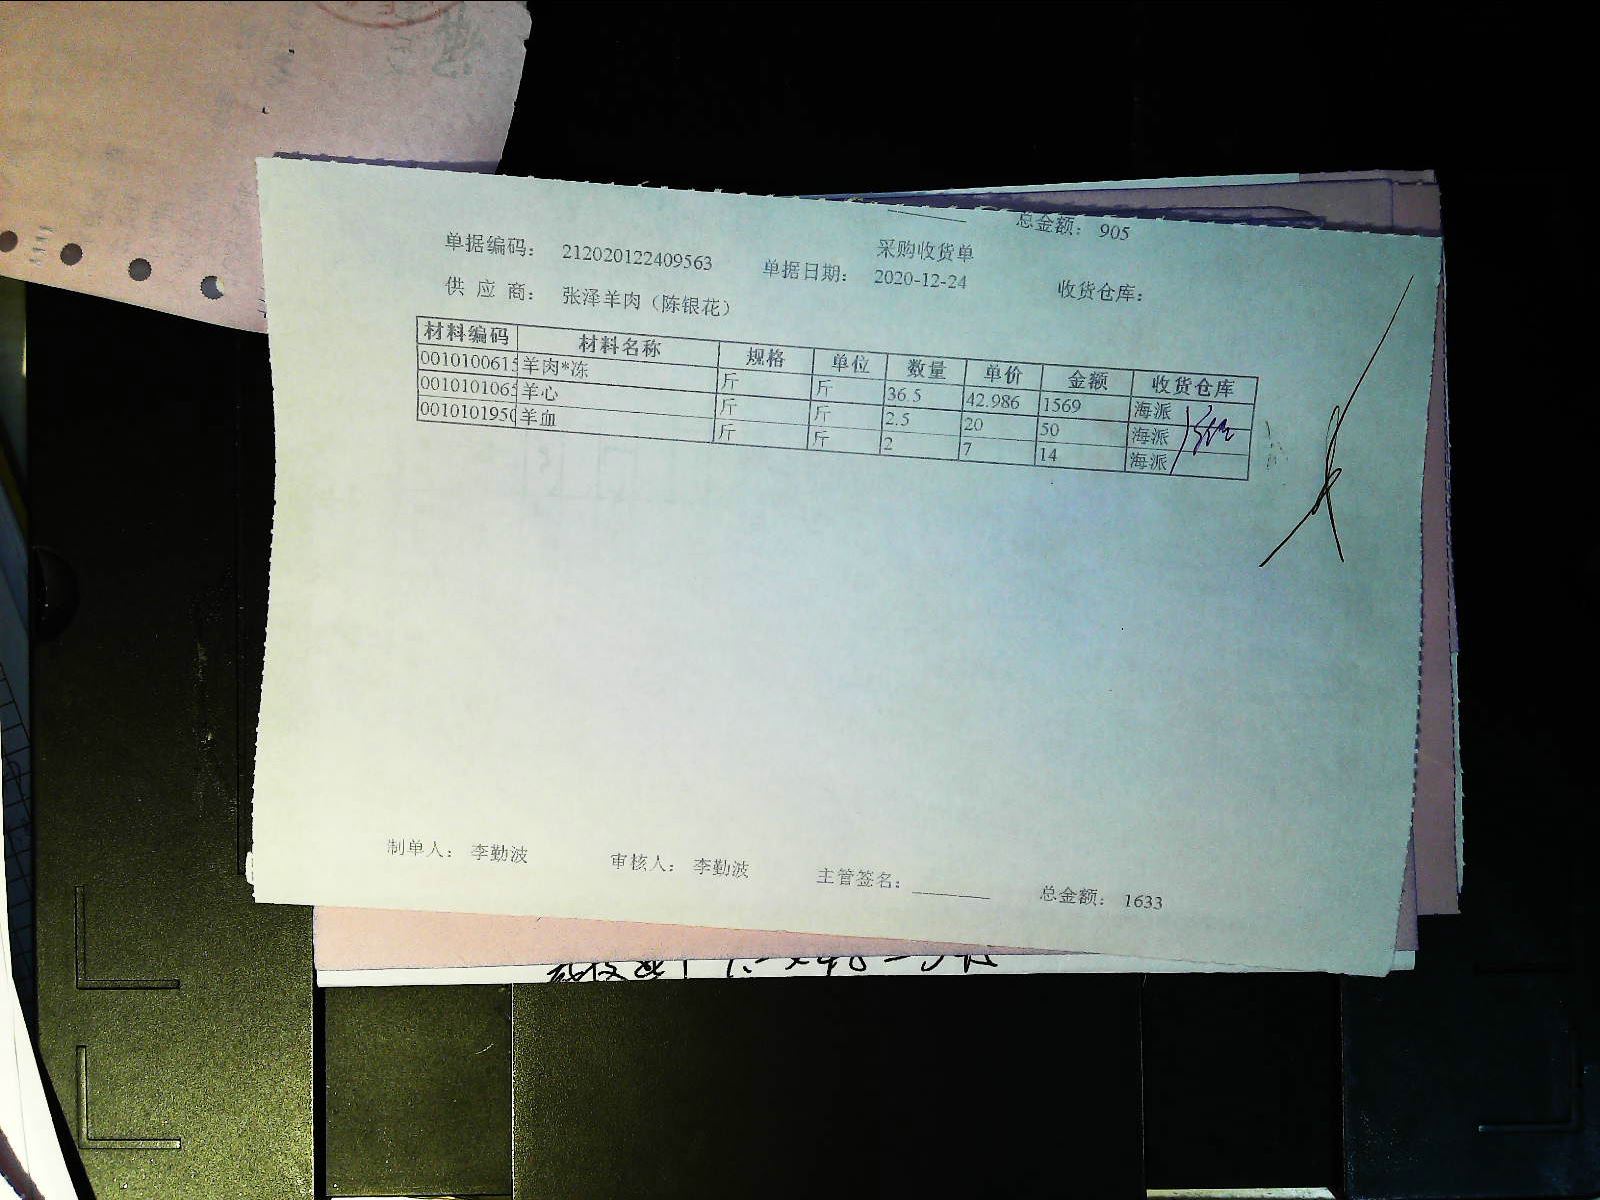 总金额： 905
采购收货单
单据编码： 212020122409563 单据日期： 2020-12-24 收货仓库：
供 应 商： 张泽羊肉（陈银花）
材料编码 材料名称 规格 单位 数量 单价 金额 收货仓库
0010100615 羊肉*冻 斤 斤 36.5 42.986 1569 海派
0010101065 羊心 斤 斤 2.5 20 50 海派
0010101950 羊血 斤 斤 2 7 14 海派
制单人： 李勤波 审核人： 李勤波 主管签名： 总金额： 1633